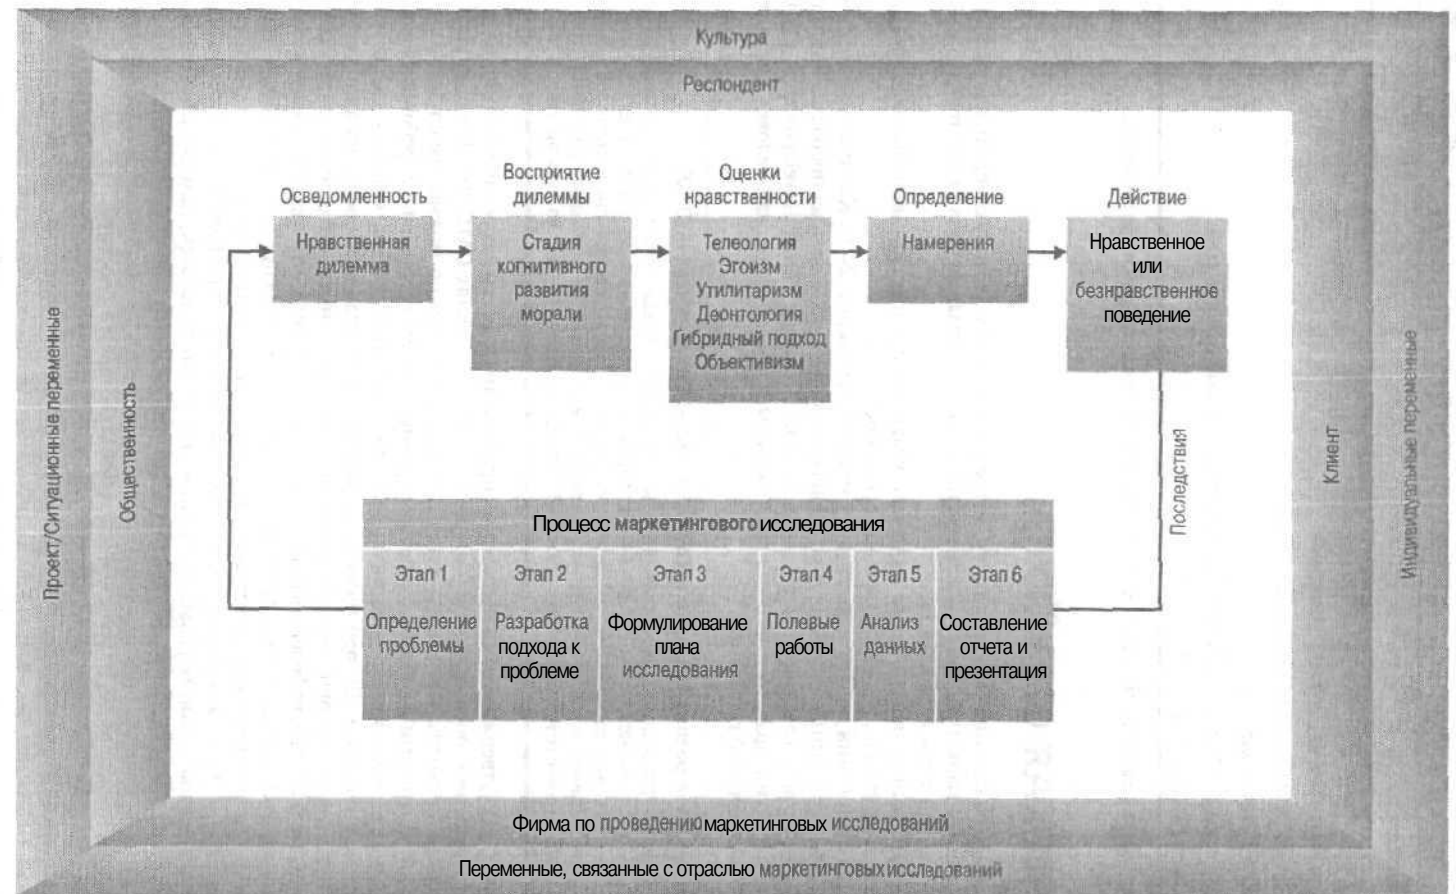 Культура
Респондент
Осведомленность
Восприятие
дилеммы
Оценки
нравственности
Определение
Действие
Нравственная
дилемма
Стадия
когнитивного
развития
морали
Телеология
Эгоизм
Утилитаризм
Деонтология
Гибридный подход
Объективизм
Намерения
Нравственное
или
безнравственное
поведение
Проект/Ситуационные переменные
Общественность
Последствия
Клиент
Индивидуальные переменные
Процесс маркетингового исследования
Этап 1
Определение
проблемы
Этап 2
Разработка
подхода к
проблеме
Этап 3
Формулирование
плана
исследования
Этап 4
Полевые
работы
Этап 5
Анализ
данных
Этап 6
Составление
отчета и
презентация
Фирма по проведению маркетинговых исследований
Переменные, связанные с отраслью маркетинговых исследований